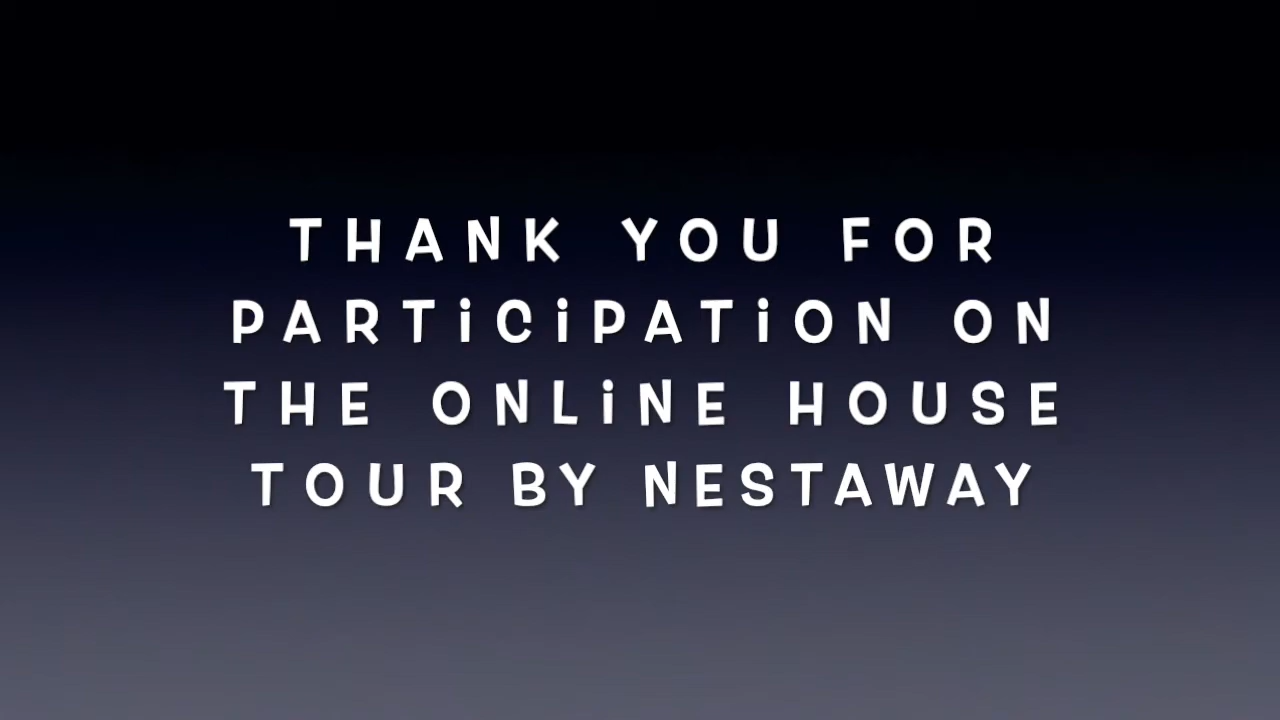 THANK YOU FOR
PARTiCiPATiON ON
THE ONLiNE HOUSE
TOUR BY NESTAWAY